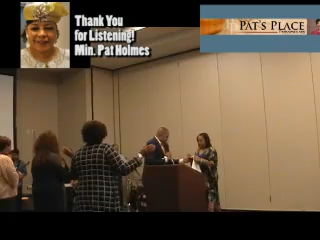 Thank You
for Listening!
Min. Pat Holmes
PAT'S PLACE